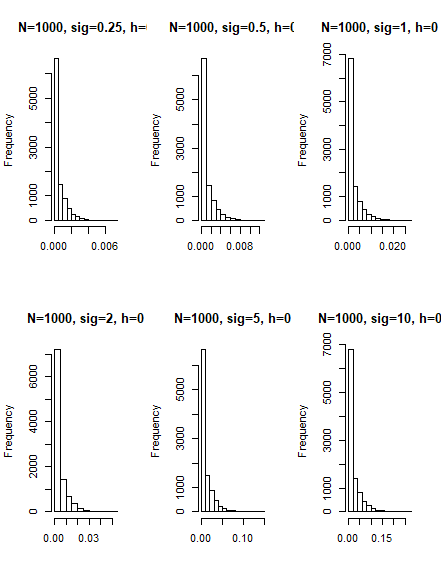 N=1000, sig=0.25, h=
Frequency
0 1000 3000 5000
0.000 0.006
N=1000, sig=0.5, h=0
Frequency
0 1000 3000 5000
0.000 0.008
N=1000, sig=1, h=0
Frequency
0 1000 3000 5000 7000
0.000 0.020
N=1000, sig=2, h=0
Frequency
0 2000 4000 6000
0.00 0.03
N=1000, sig=5, h=0
Frequency
0 1000 3000 5000
0.00 0.10
N=1000, sig=10, h=0
Frequency
0 1000 3000 5000 7000
0.00 0.15